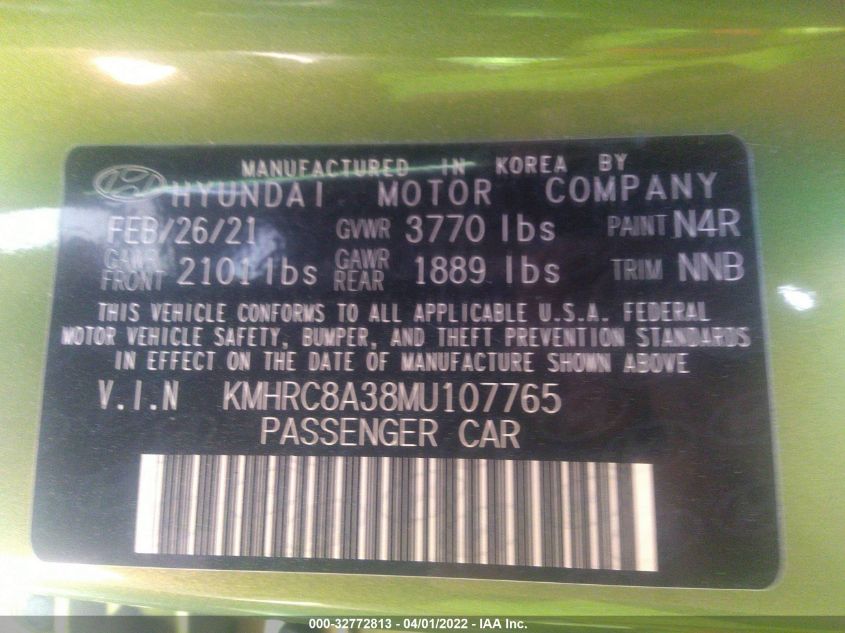 MANUFACTURED IN KOREA BY
HYUNDAI MOTOR COMPANY
FEB/26/21 GVWR 3770 lbs PAINT N4R
GAWR FRONT 2101 lbs GAWR REAR 1889 lbs TRIM NNB
THIS VEHICLE CONFORMS TO ALL APPLICABLE U.S.A. FEDERAL
MOTOR VEHICLE SAFETY, BUMPER, AND THEFT PREVENTION STANDARDS
IN EFFECT ON THE DATE OF MANUFACTURE SHOWN ABOVE
V.I.N KMHRC8A38MU107765
PASSENGER CAR
000-32772813 - 04/01/2022 - IAA Inc.